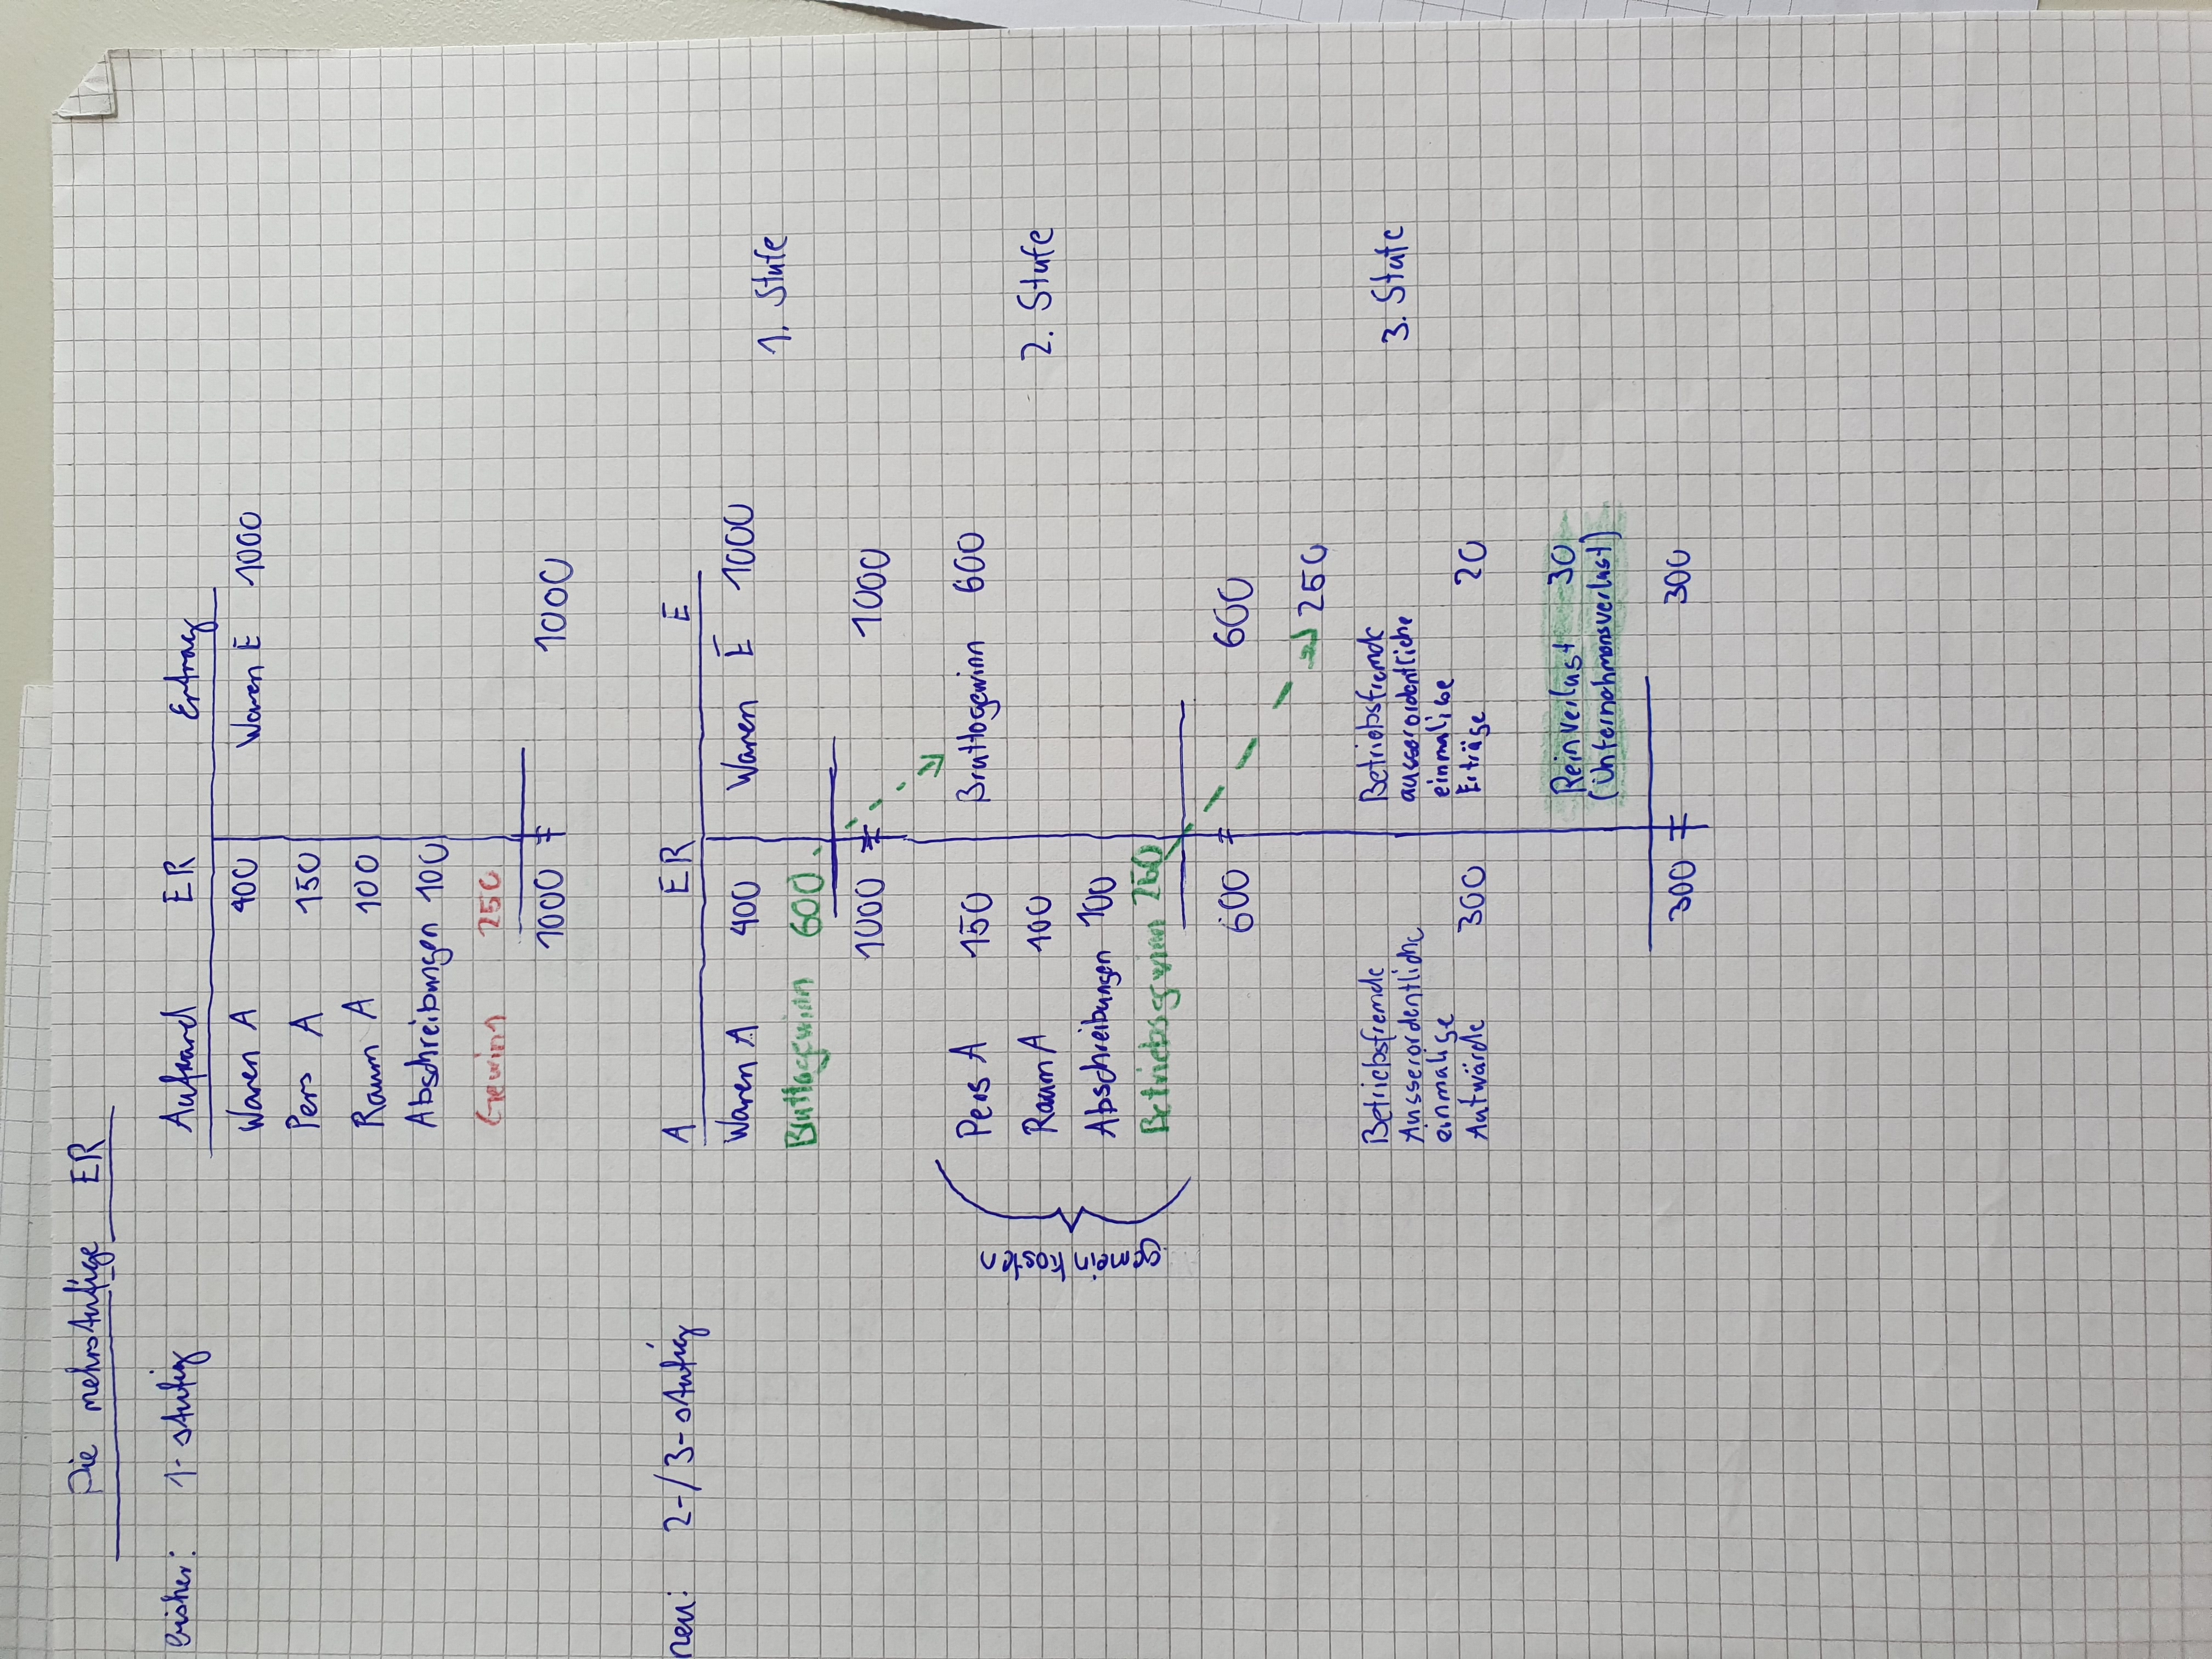 Die mehrstufige ER
bisher: 1-stufig Aufwand ER Ertrag
Waren A 400 Waren E 1000
Pers A 150
Raum A 100
Abschreibungen 100
Gewinn 250
1000 1000
neu: 2-/3-stufig A ER E
Waren A 400 Waren E 1000
1. Stufe
Bruttogewinn 600
1000 1000
Pers A 150 Bruttogewinn 600
gemeinkosten
Raum A 100 2. Stufe
Abschreibungen 100
Betriebsgewinn 250
600 600
250
Betriebsfremde Betriebsfremde
Ausserordentliche ausserordentliche 3. Stufe
einmalige einmalige
Aufwände 300 Erträge 20
Reinverlust 30
(Unternehmensverlust)
300 300